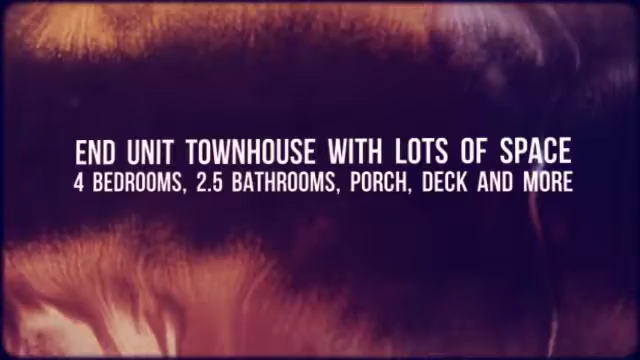 END UNIT TOWNHOUSE WITH LOTS OF SPACE
4 BEDROOMS, 2.5 BATHROOMS, PORCH, DECK AND MORE